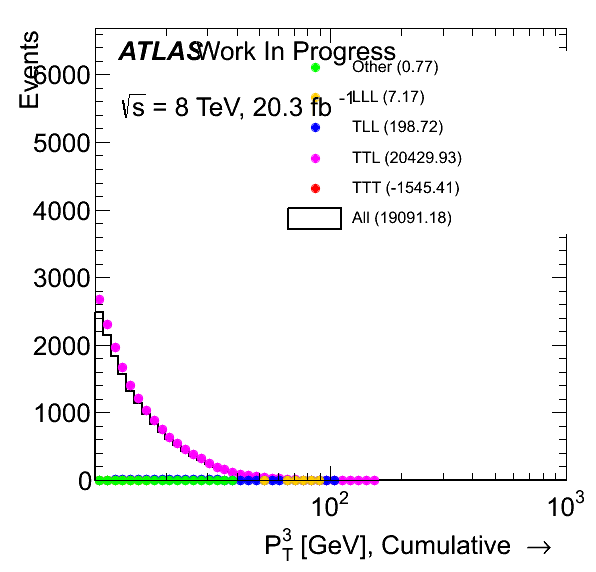 ATLAS Work In Progress
√s = 8 TeV, 20.3 fb -1
Other (0.77)
LLL (7.17)
TLL (198.72)
TTL (20429.93)
TTT (-1545.41)
All (19091.18)
Events
6000
5000
4000
3000
2000
1000
0
10² 10³
P³T [GeV], Cumulative →